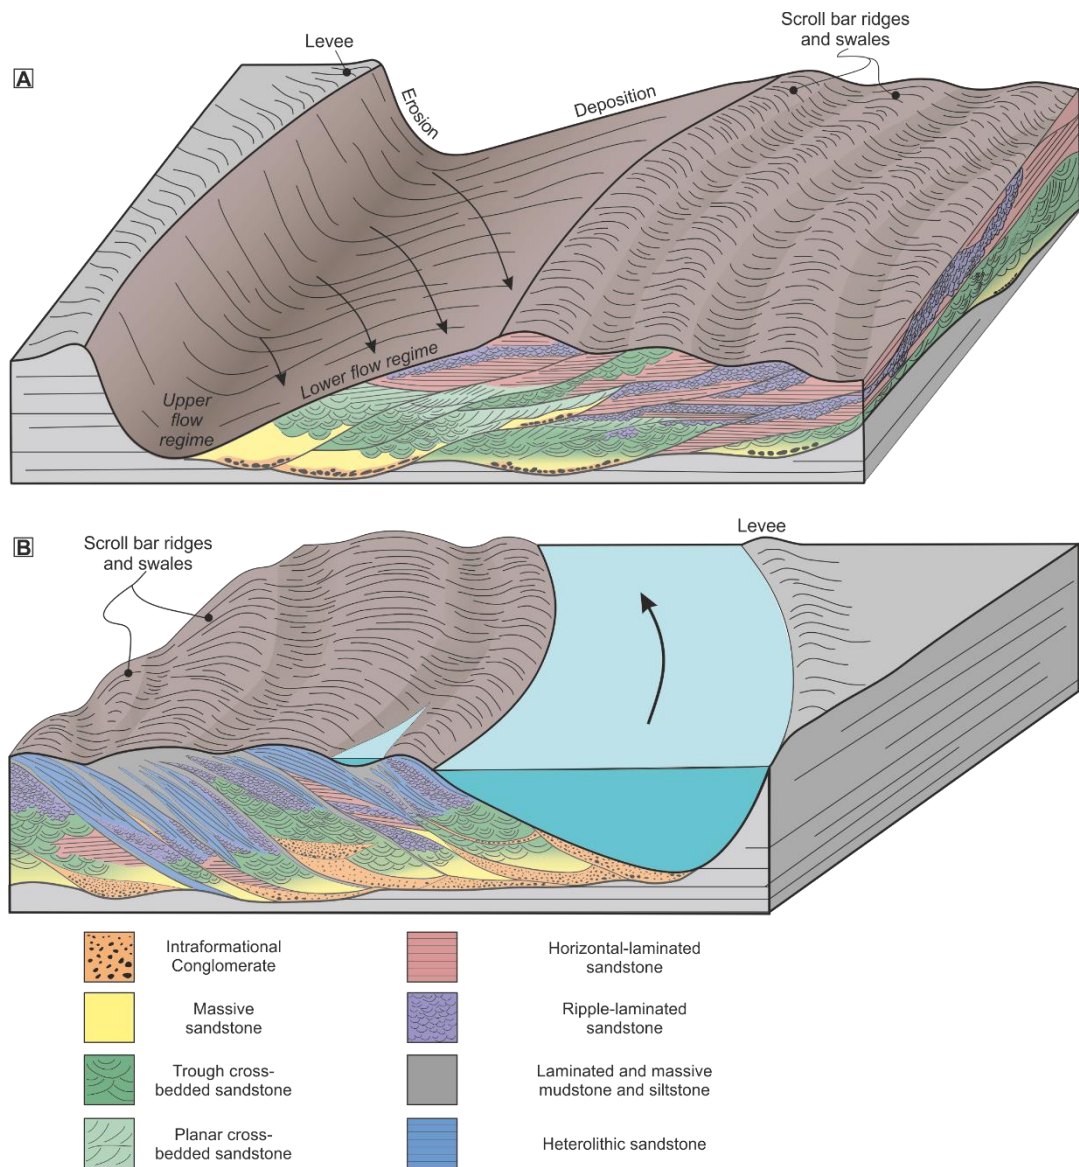 A
Levee
Erosion
Deposition
Scroll bar ridges
and swales
Upper
flow
regime
Lower flow regime
B
Scroll bar ridges
and swales
Levee
Intraformational
Conglomerate
Horizontal-laminated
sandstone
Massive
sandstone
Ripple-laminated
sandstone
Trough cross-
bedded sandstone
Laminated and massive
mudstone and siltstone
Planar cross-
bedded sandstone
Heterolithic sandstone